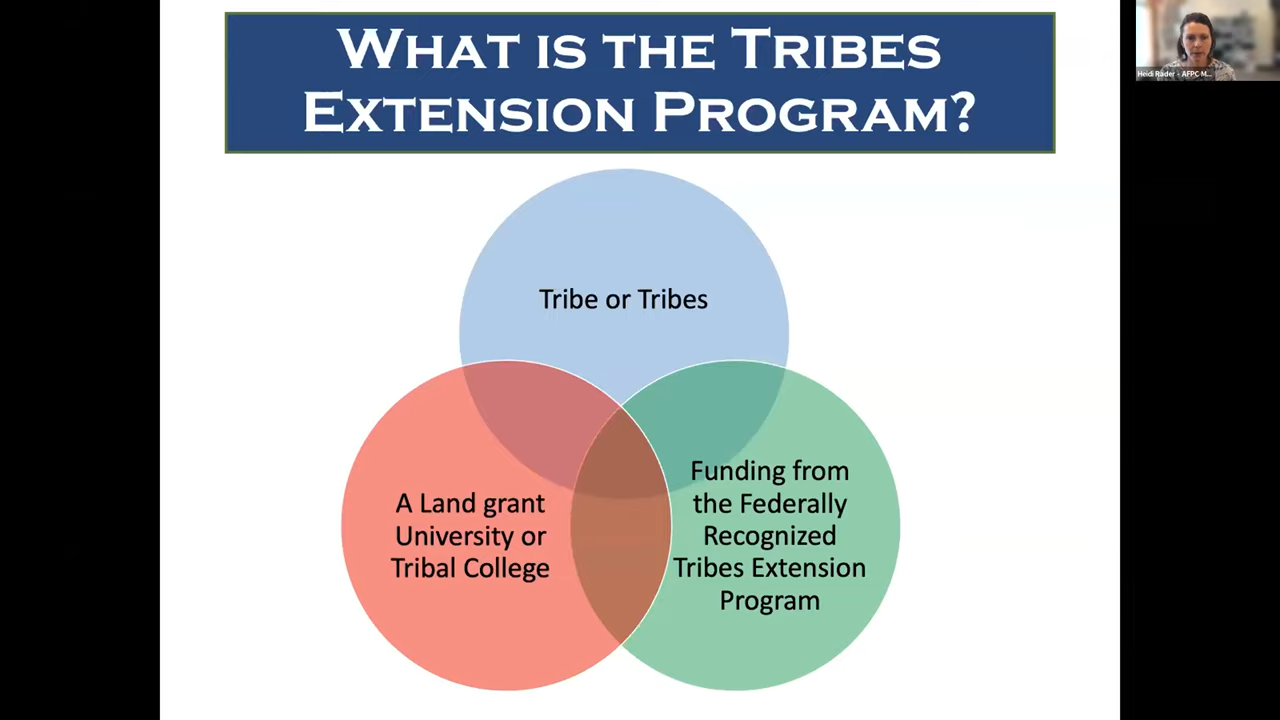 WHAT IS THE TRIBES
EXTENSION PROGRAM?
Tribe or Tribes
A Land grant
University or
Tribal College
Funding from
the Federally
Recognized
Tribes Extension
Program
Heidi Rader - AFPC M...